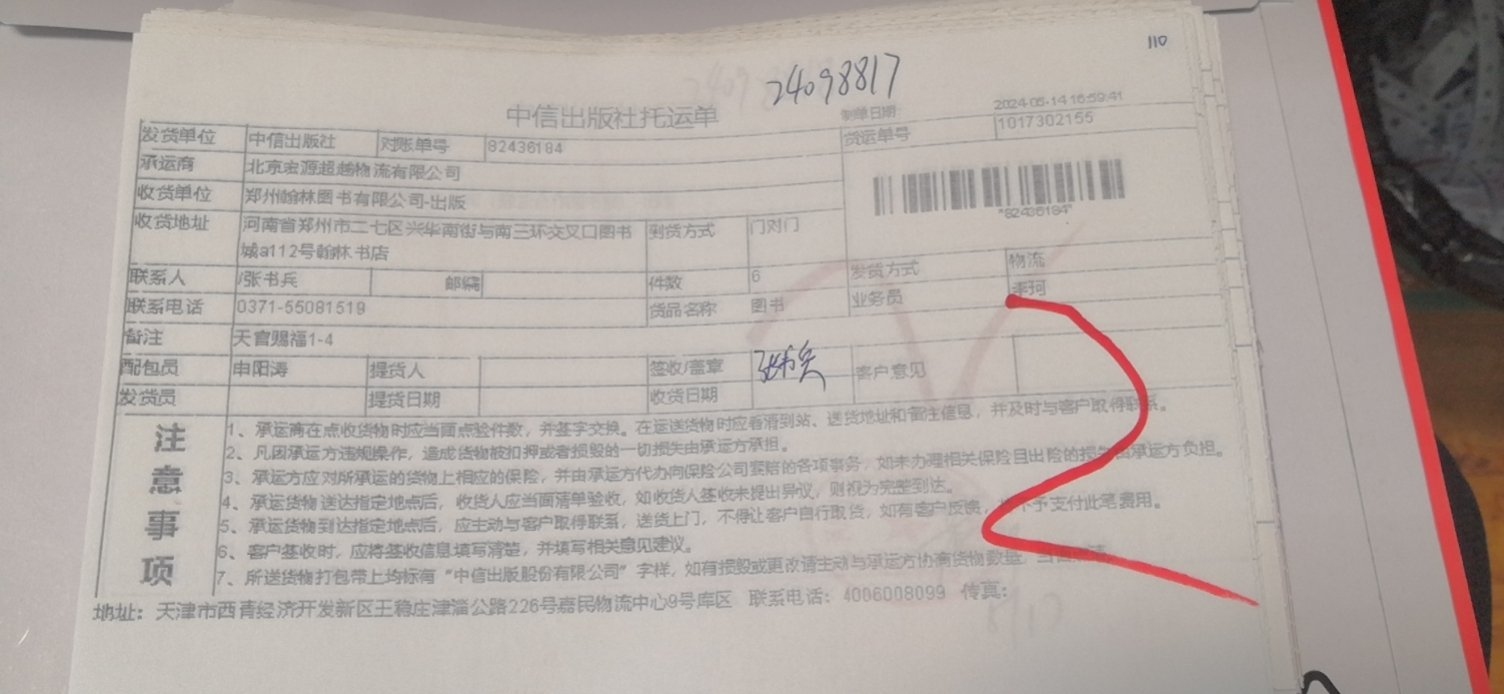 110
24098817
中信出版社托运单
制单日期: 2024-05-14 16:59:41
发货单位 中信出版社 对账单号 82436184 货运单号 1017302155
承运商 北京宏源超越物流有限公司
收货单位 郑州翰林图书有限公司-出版
*82436184*
收货地址 河南省郑州市二七区兴华南街与南三环交叉口图书 到货方式 门对门
城a112号翰林书店
联系人 /张书兵 邮编 件数 6 发货方式 物流
联系电话 0371-55081519 货品名称 图书 业务员 李珂
备注 天官赐福1-4
配包员 申阳涛 提货人 签收/盖章 张书兵 客户意见
发货员 提货日期 收货日期
注意事项
1、承运商在点收货物时应当面点验件数，并签字交换。在运送货物时应看清到站、送货地址和备注信息，并及时与客户取得联系。
2、凡因承运方违规操作，造成货物被扣押或者损毁的一切损失由承运方承担。
3、承运方应对所承运的货物上相应的保险，并由承运方代办向保险公司索赔的各项事务，如未办理相关保险且出险的损失由承运方负担。
4、承运货物送达指定地点后，收货人应当面清单验收，如收货人签收未提出异议，则视为完整到达。
5、承运货物到达指定地点后，应主动与客户取得联系，送货上门，不得让客户自行取货，如有客户反馈，将不予支付此笔费用。
6、客户签收时，应将签收信息填写清楚，并填写相关意见建议。
7、所送货物打包带上均标有“中信出版股份有限公司”字样，如有损毁或更改请主动与承运方协商货物数量，
地址：天津市西青经济开发新区王稳庄津淄公路226号嘉民物流中心9号库区 联系电话：4006008099 传真：